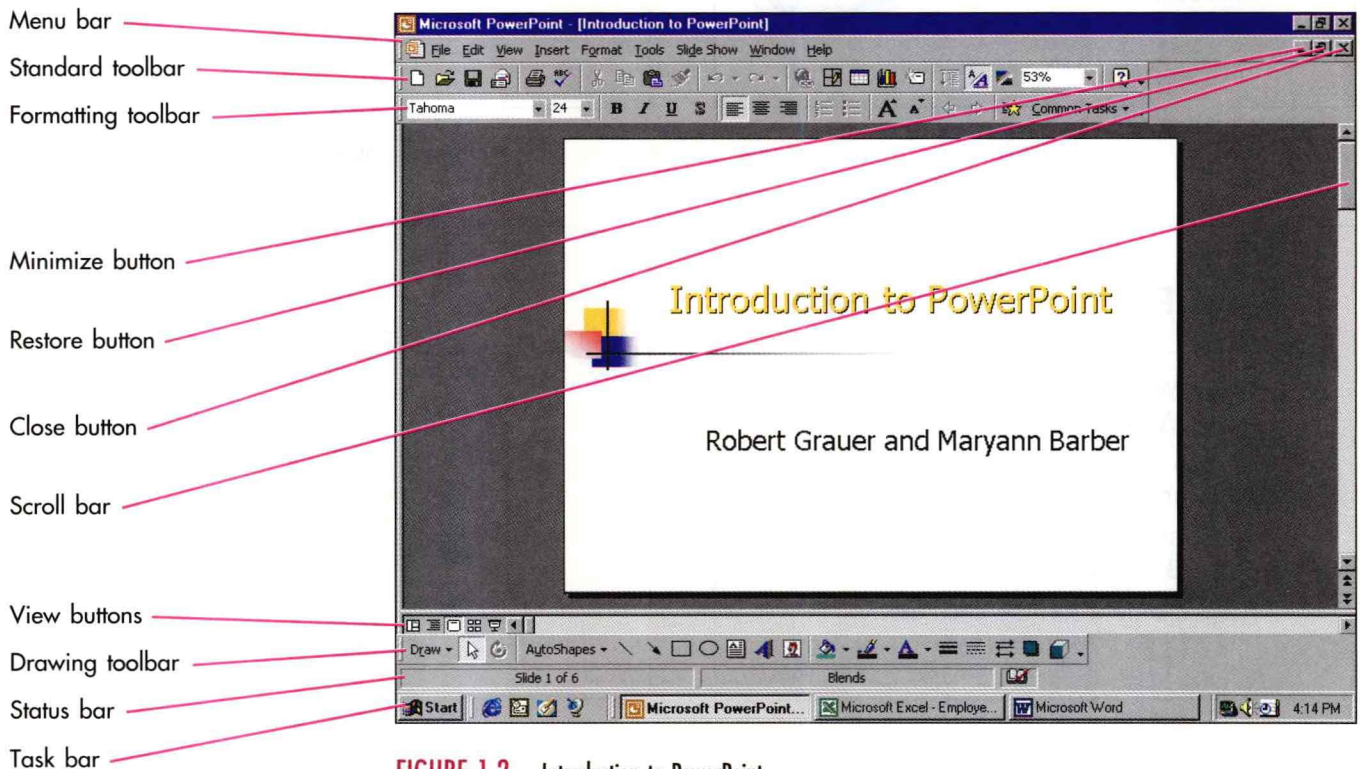 Menu bar
Standard toolbar
Formatting toolbar
Minimize button
Restore button
Close button
Scroll bar
View buttons
Drawing toolbar
Status bar
Task bar
Microsoft PowerPoint - [Introduction to PowerPoint]
File Edit View Insert Format Tools Slide Show Window Help
ABC
53%
Tahoma 24 B I U S A A Common Tasks
Introduction to PowerPoint
Robert Grauer and Maryann Barber
Draw AutoShapes
Slide 1 of 6 Blends
Start Microsoft PowerPoint... Microsoft Excel - Employe... Microsoft Word 4:14 PM
FIGURE 1.2 Introduction to PowerPoint